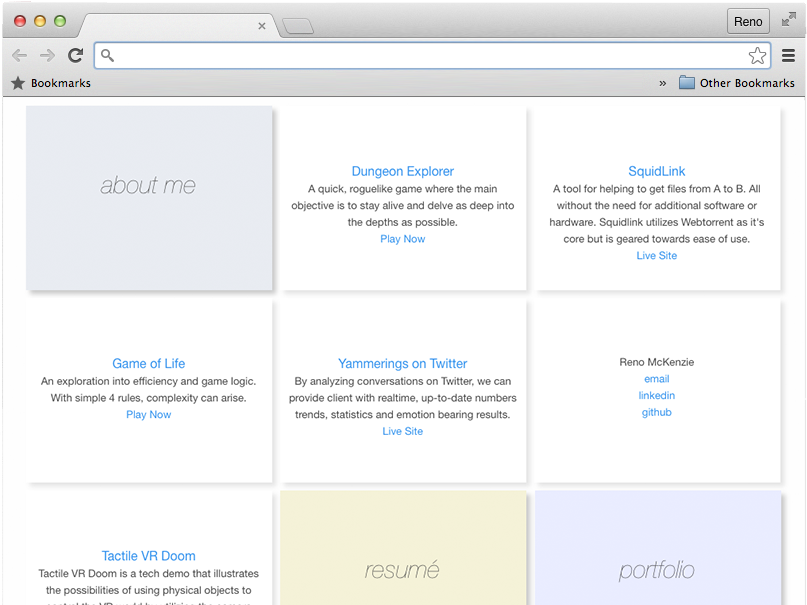 Reno
Bookmarks
» Other Bookmarks
about me
Dungeon Explorer
A quick, roguelike game where the main
objective is to stay alive and delve as deep into
the depths as possible.
Play Now
SquidLink
A tool for helping to get files from A to B. All
without the need for additional software or
hardware. Squidlink utilizes Webtorrent as it's
core but is geared towards ease of use.
Live Site
Game of Life
An exploration into efficiency and game logic.
With simple 4 rules, complexity can arise.
Play Now
Yammerings on Twitter
By analyzing conversations on Twitter, we can
provide client with realtime, up-to-date numbers
trends, statistics and emotion bearing results.
Live Site
Reno McKenzie
email
linkedin
github
Tactile VR Doom
Tactile VR Doom is a tech demo that illustrates
the possibilities of using physical objects to
resumé
portfolio